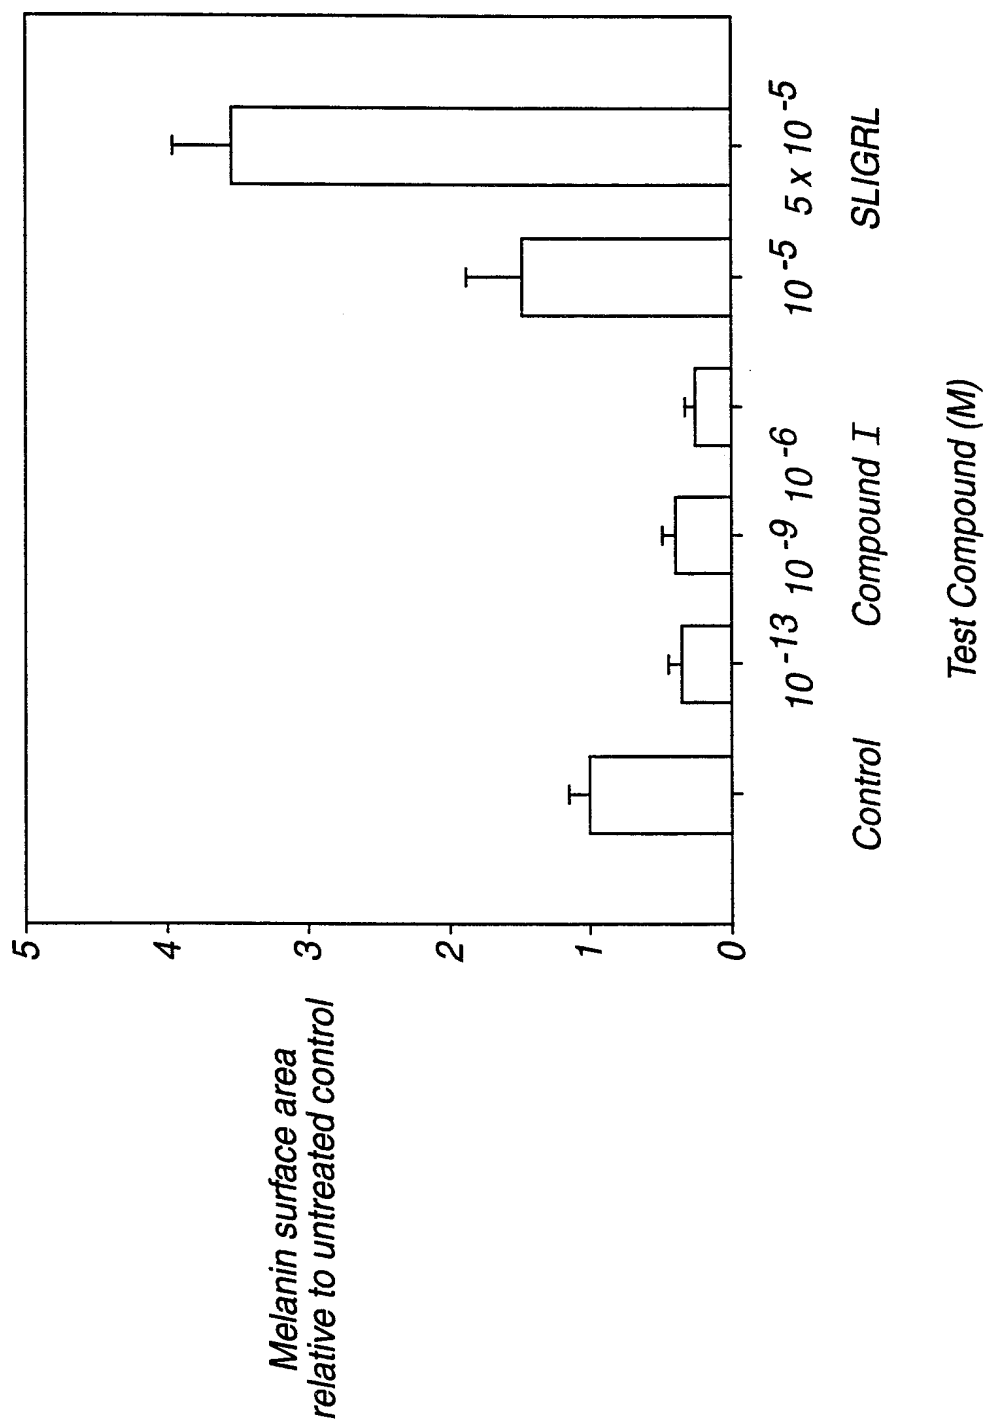 Melanin surface area
relative to untreated control
5
4
3
2
1
0
10-13 10-9 10-6 10-5 5 x 10-5
Control Compound I SLIGRL
Test Compound (M)